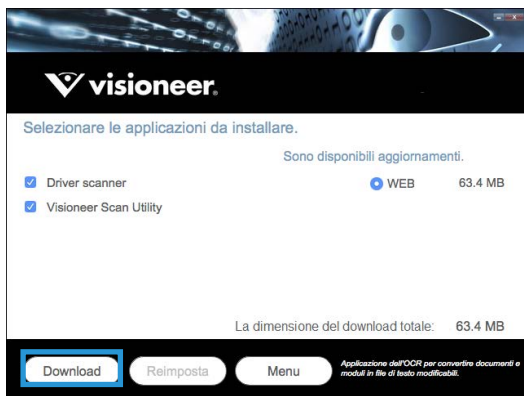 visioneer®
Selezionare le applicazioni da installare.
Sono disponibili aggiornamenti.
Driver scanner WEB 63.4 MB
Visioneer Scan Utility
La dimensione del download totale: 63.4 MB
Download Reimposta Menu
Applicazione dell'OCR per convertire documenti e
moduli in file di testo modificabili.